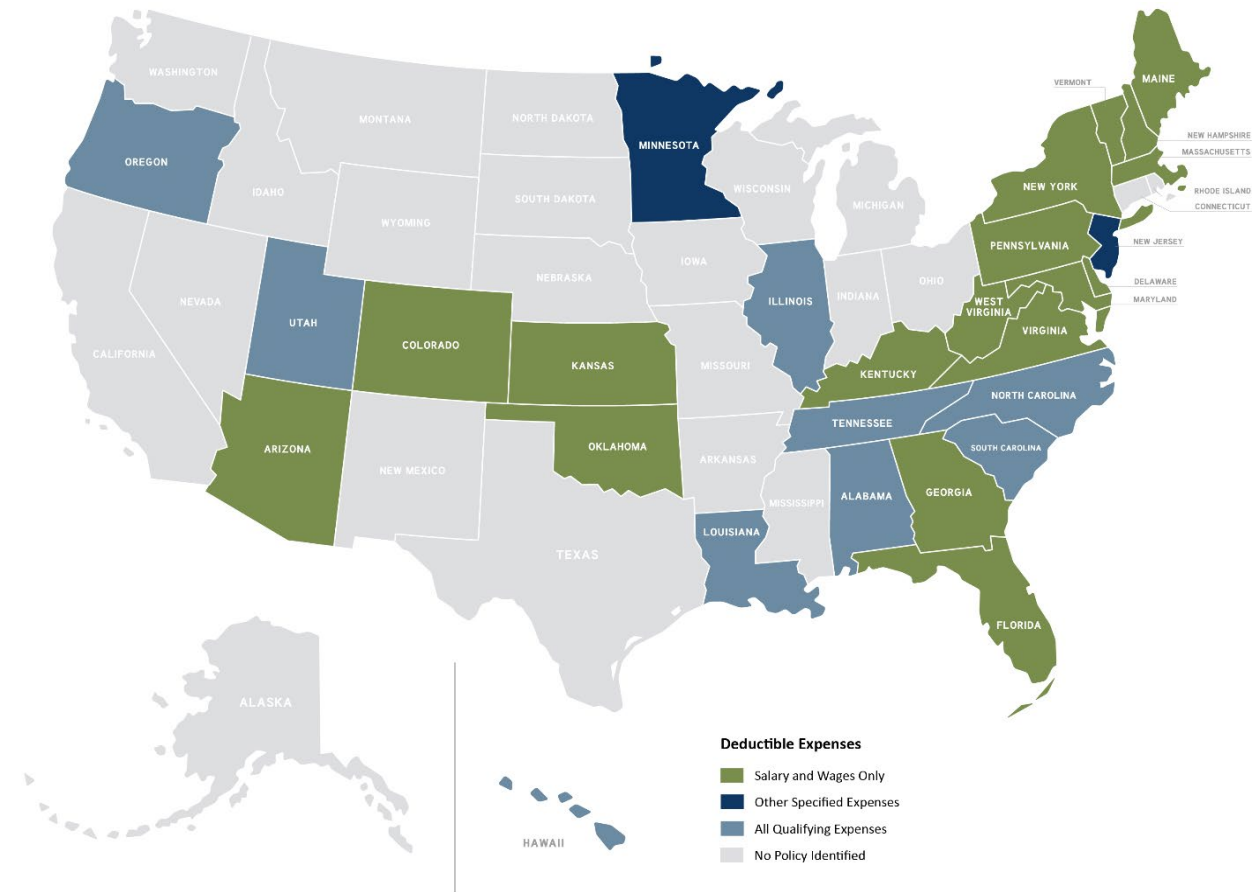 WASHINGTON
MONTANA
NORTH DAKOTA
MINNESOTA
VERMONT
MAINE
NEW HAMPSHIRE
MASSACHUSETTS
OREGON
IDAHO
WYOMING
SOUTH DAKOTA
WISCONSIN
MICHIGAN
NEW YORK
RHODE ISLAND
CONNECTICUT
NEVADA
UTAH
NEBRASKA
IOWA
ILLINOIS
INDIANA
OHIO
PENNSYLVANIA
NEW JERSEY
DELAWARE
MARYLAND
WEST
VIRGINIA
VIRGINIA
CALIFORNIA
COLORADO
KANSAS
MISSOURI
KENTUCKY
ARIZONA
NEW MEXICO
OKLAHOMA
ARKANSAS
TENNESSEE
NORTH CAROLINA
SOUTH CAROLINA
MISSISSIPPI
ALABAMA
GEORGIA
TEXAS
LOUISIANA
FLORIDA
ALASKA
HAWAII
Deductible Expenses
Salary and Wages Only
Other Specified Expenses
All Qualifying Expenses
No Policy Identified